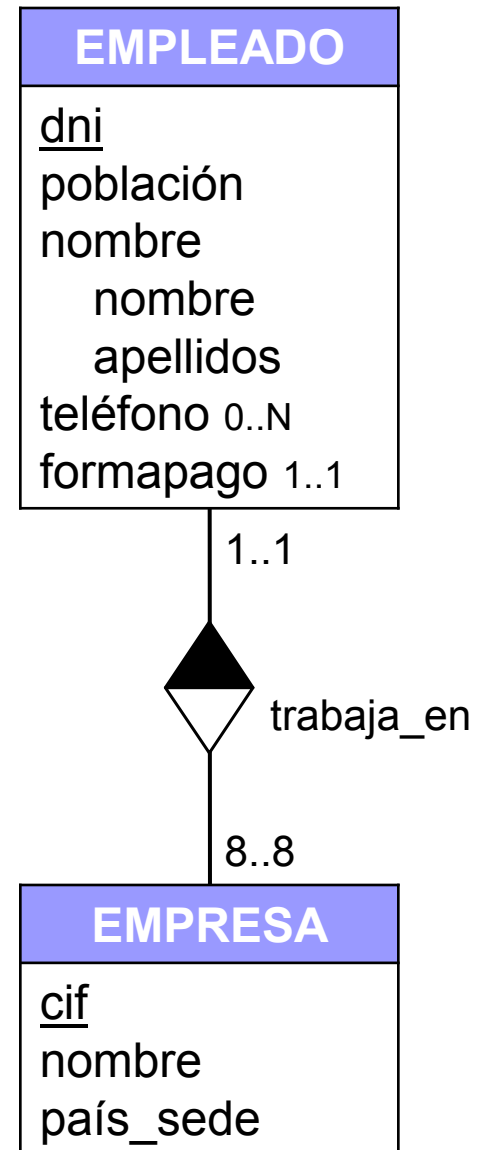 EMPLEADO
dni
población
nombre
nombre
apellidos
teléfono 0..N
formapago 1..1
1..1
trabaja_en
8..8
EMPRESA
cif
nombre
país_sede